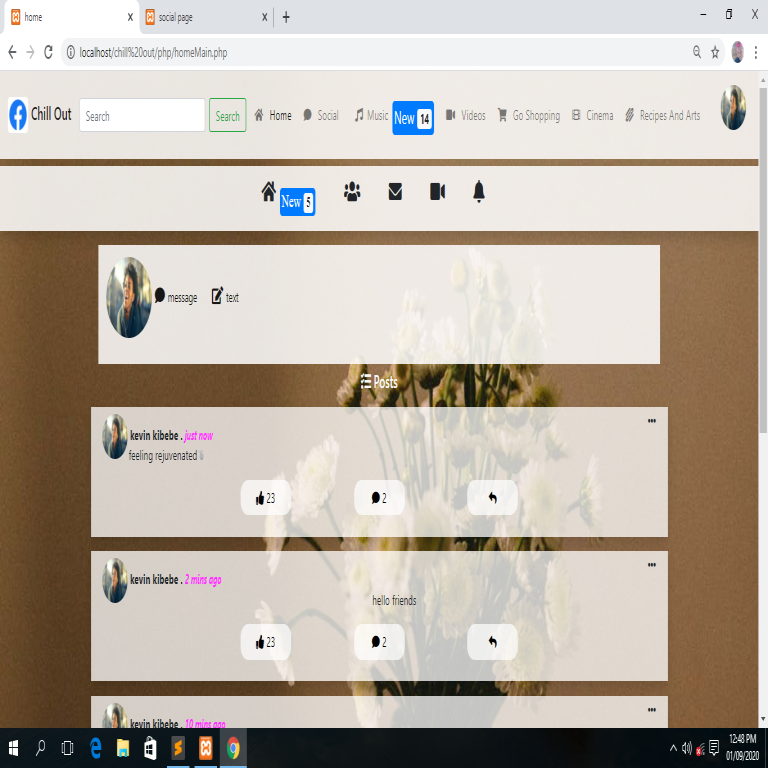 home
social page
localhost/chill%20out/php/homeMain.php
Chill Out
Search
Search
Home
Social
Music
New 14
Videos
Go Shopping
Cinema
Recipes And Arts
New 5
message
text
Posts
kevin kibebe . just now
feeling rejuvenated
23
2
kevin kibebe . 2 mins ago
hello friends
23
2
kevin kibebe . 10 mins ago
12:48 PM
01/09/2020